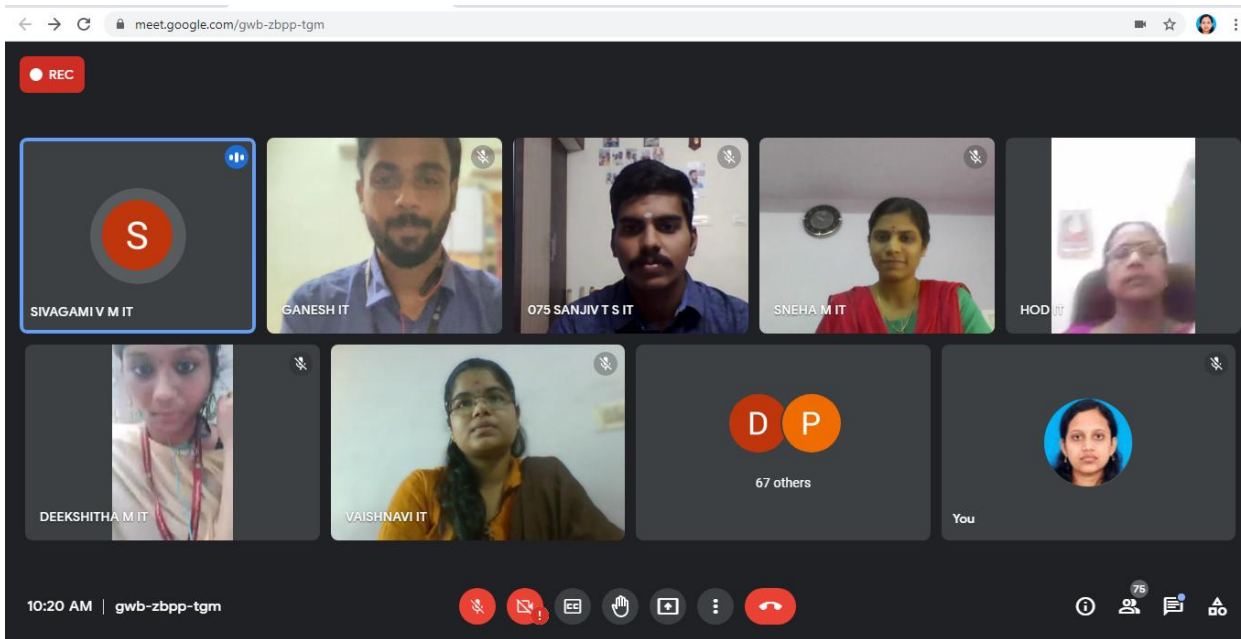 meet.google.com/gwb-zbpp-tgm
REC
S
SIVAGAMI V M IT
GANESH IT
075 SANJIV T S IT
SNEHA M IT
HOD IT
DEEKSHITHA M IT
VAISHNAVI IT
D P
67 others
You
10:20 AM | gwb-zbpp-tgm
CC
!
75